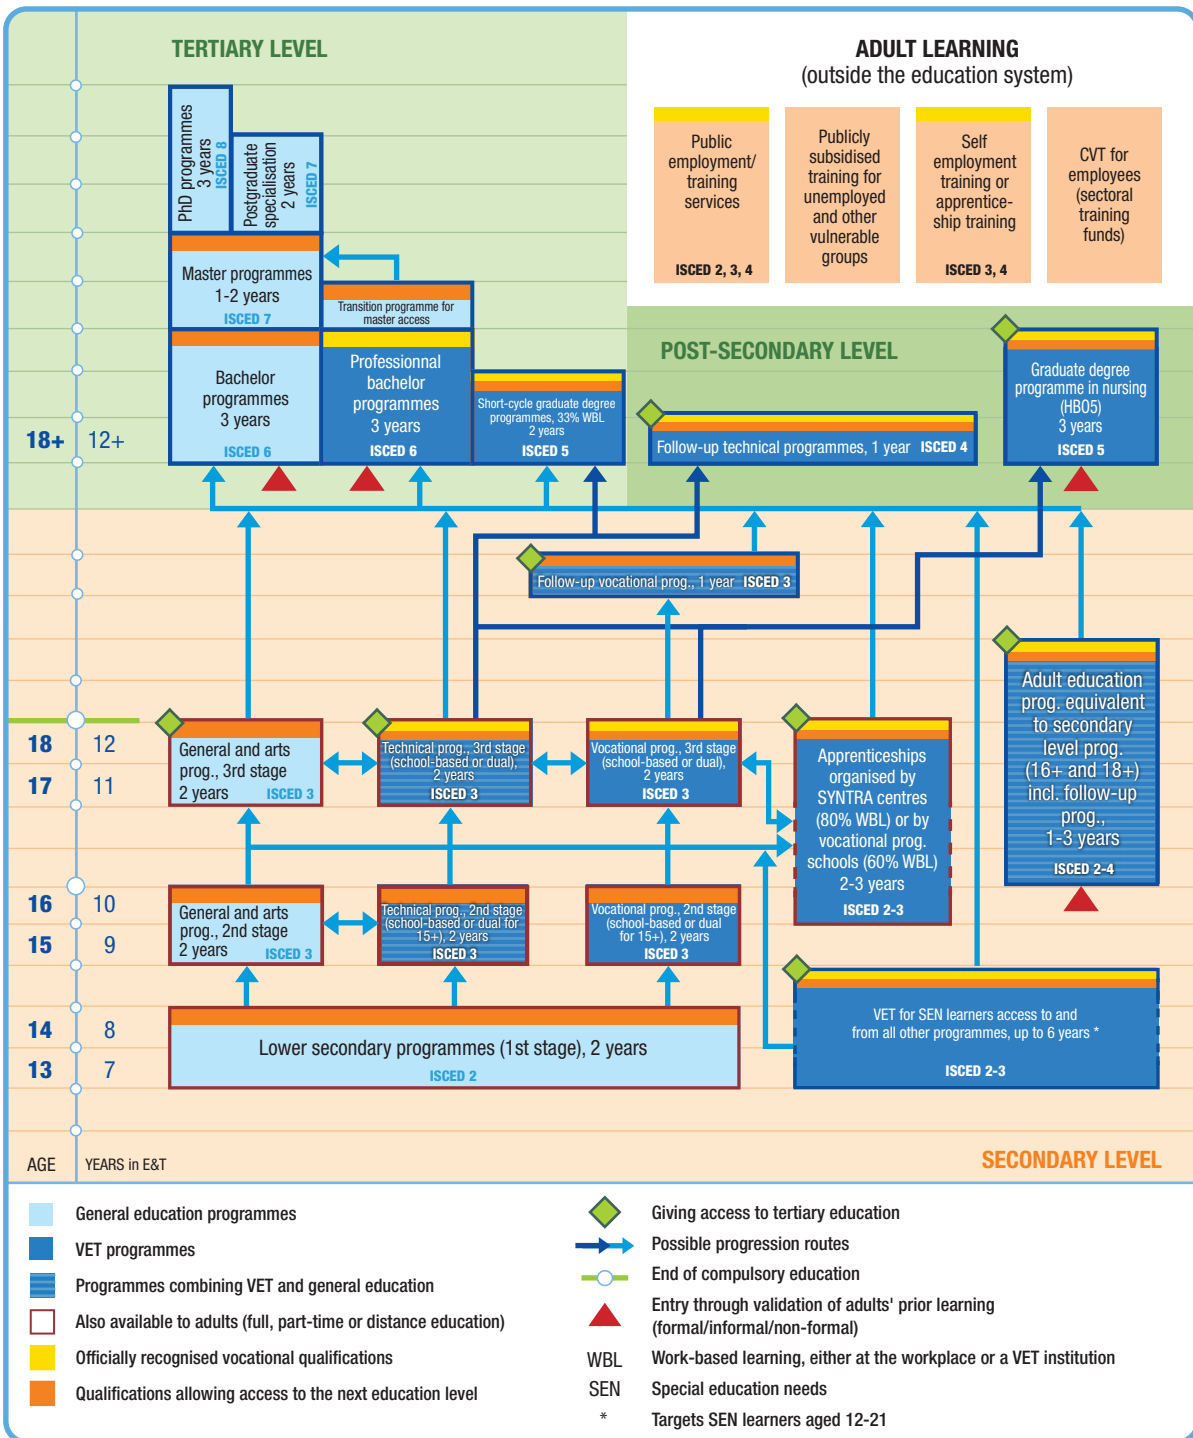 TERTIARY LEVEL
ADULT LEARNING
(outside the education system)
Public
employment/
training
services
ISCED 2, 3, 4
Publicly
subsidised
training for
unemployed
and other
vulnerable
groups
Self
employment
training or
apprentice-
ship training
ISCED 3, 4
CVT for
employees
(sectoral
training
funds)
PhD programmes
3 years
ISCED 8
Postgraduate
specialisation
2 years
ISCED 7
Master programmes
1-2 years
ISCED 7
Transition programme for
master access
Bachelor
programmes
3 years
ISCED 6
Professionnal
bachelor
programmes
3 years
ISCED 6
Short-cycle graduate degree
programmes, 33% WBL
2 years
ISCED 5
POST-SECONDARY LEVEL
Follow-up technical programmes, 1 year ISCED 4
Graduate degree
programme in nursing
(HBO5)
3 years
ISCED 5
18+ 12+
Follow-up vocational prog., 1 year ISCED 3
Adult education
prog. equivalent
to secondary
level prog.
(16+ and 18+)
incl. follow-up
prog.,
1-3 years
ISCED 2-4
18 12
17 11
General and arts
prog., 3rd stage
2 years ISCED 3
Technical prog., 3rd stage
(school-based or dual),
2 years
ISCED 3
Vocational prog., 3rd stage
(school-based or dual),
2 years
ISCED 3
Apprenticeships
organised by
SYNTRA centres
(80% WBL) or by
vocational prog.
schools (60% WBL)
2-3 years
ISCED 2-3
16 10
15 9
General and arts
prog., 2nd stage
2 years ISCED 3
Technical prog., 2nd stage
(school-based or dual for
15+), 2 years
ISCED 3
Vocational prog., 2nd stage
(school-based or dual
for 15+), 2 years
ISCED 3
14 8
13 7
Lower secondary programmes (1st stage), 2 years
ISCED 2
VET for SEN learners access to and
from all other programmes, up to 6 years *
ISCED 2-3
AGE YEARS in E&T
SECONDARY LEVEL
General education programmes
VET programmes
Programmes combining VET and general education
Also available to adults (full, part-time or distance education)
Officially recognised vocational qualifications
Qualifications allowing access to the next education level
Giving access to tertiary education
Possible progression routes
End of compulsory education
Entry through validation of adults' prior learning
(formal/informal/non-formal)
WBL Work-based learning, either at the workplace or a VET institution
SEN Special education needs
* Targets SEN learners aged 12-21